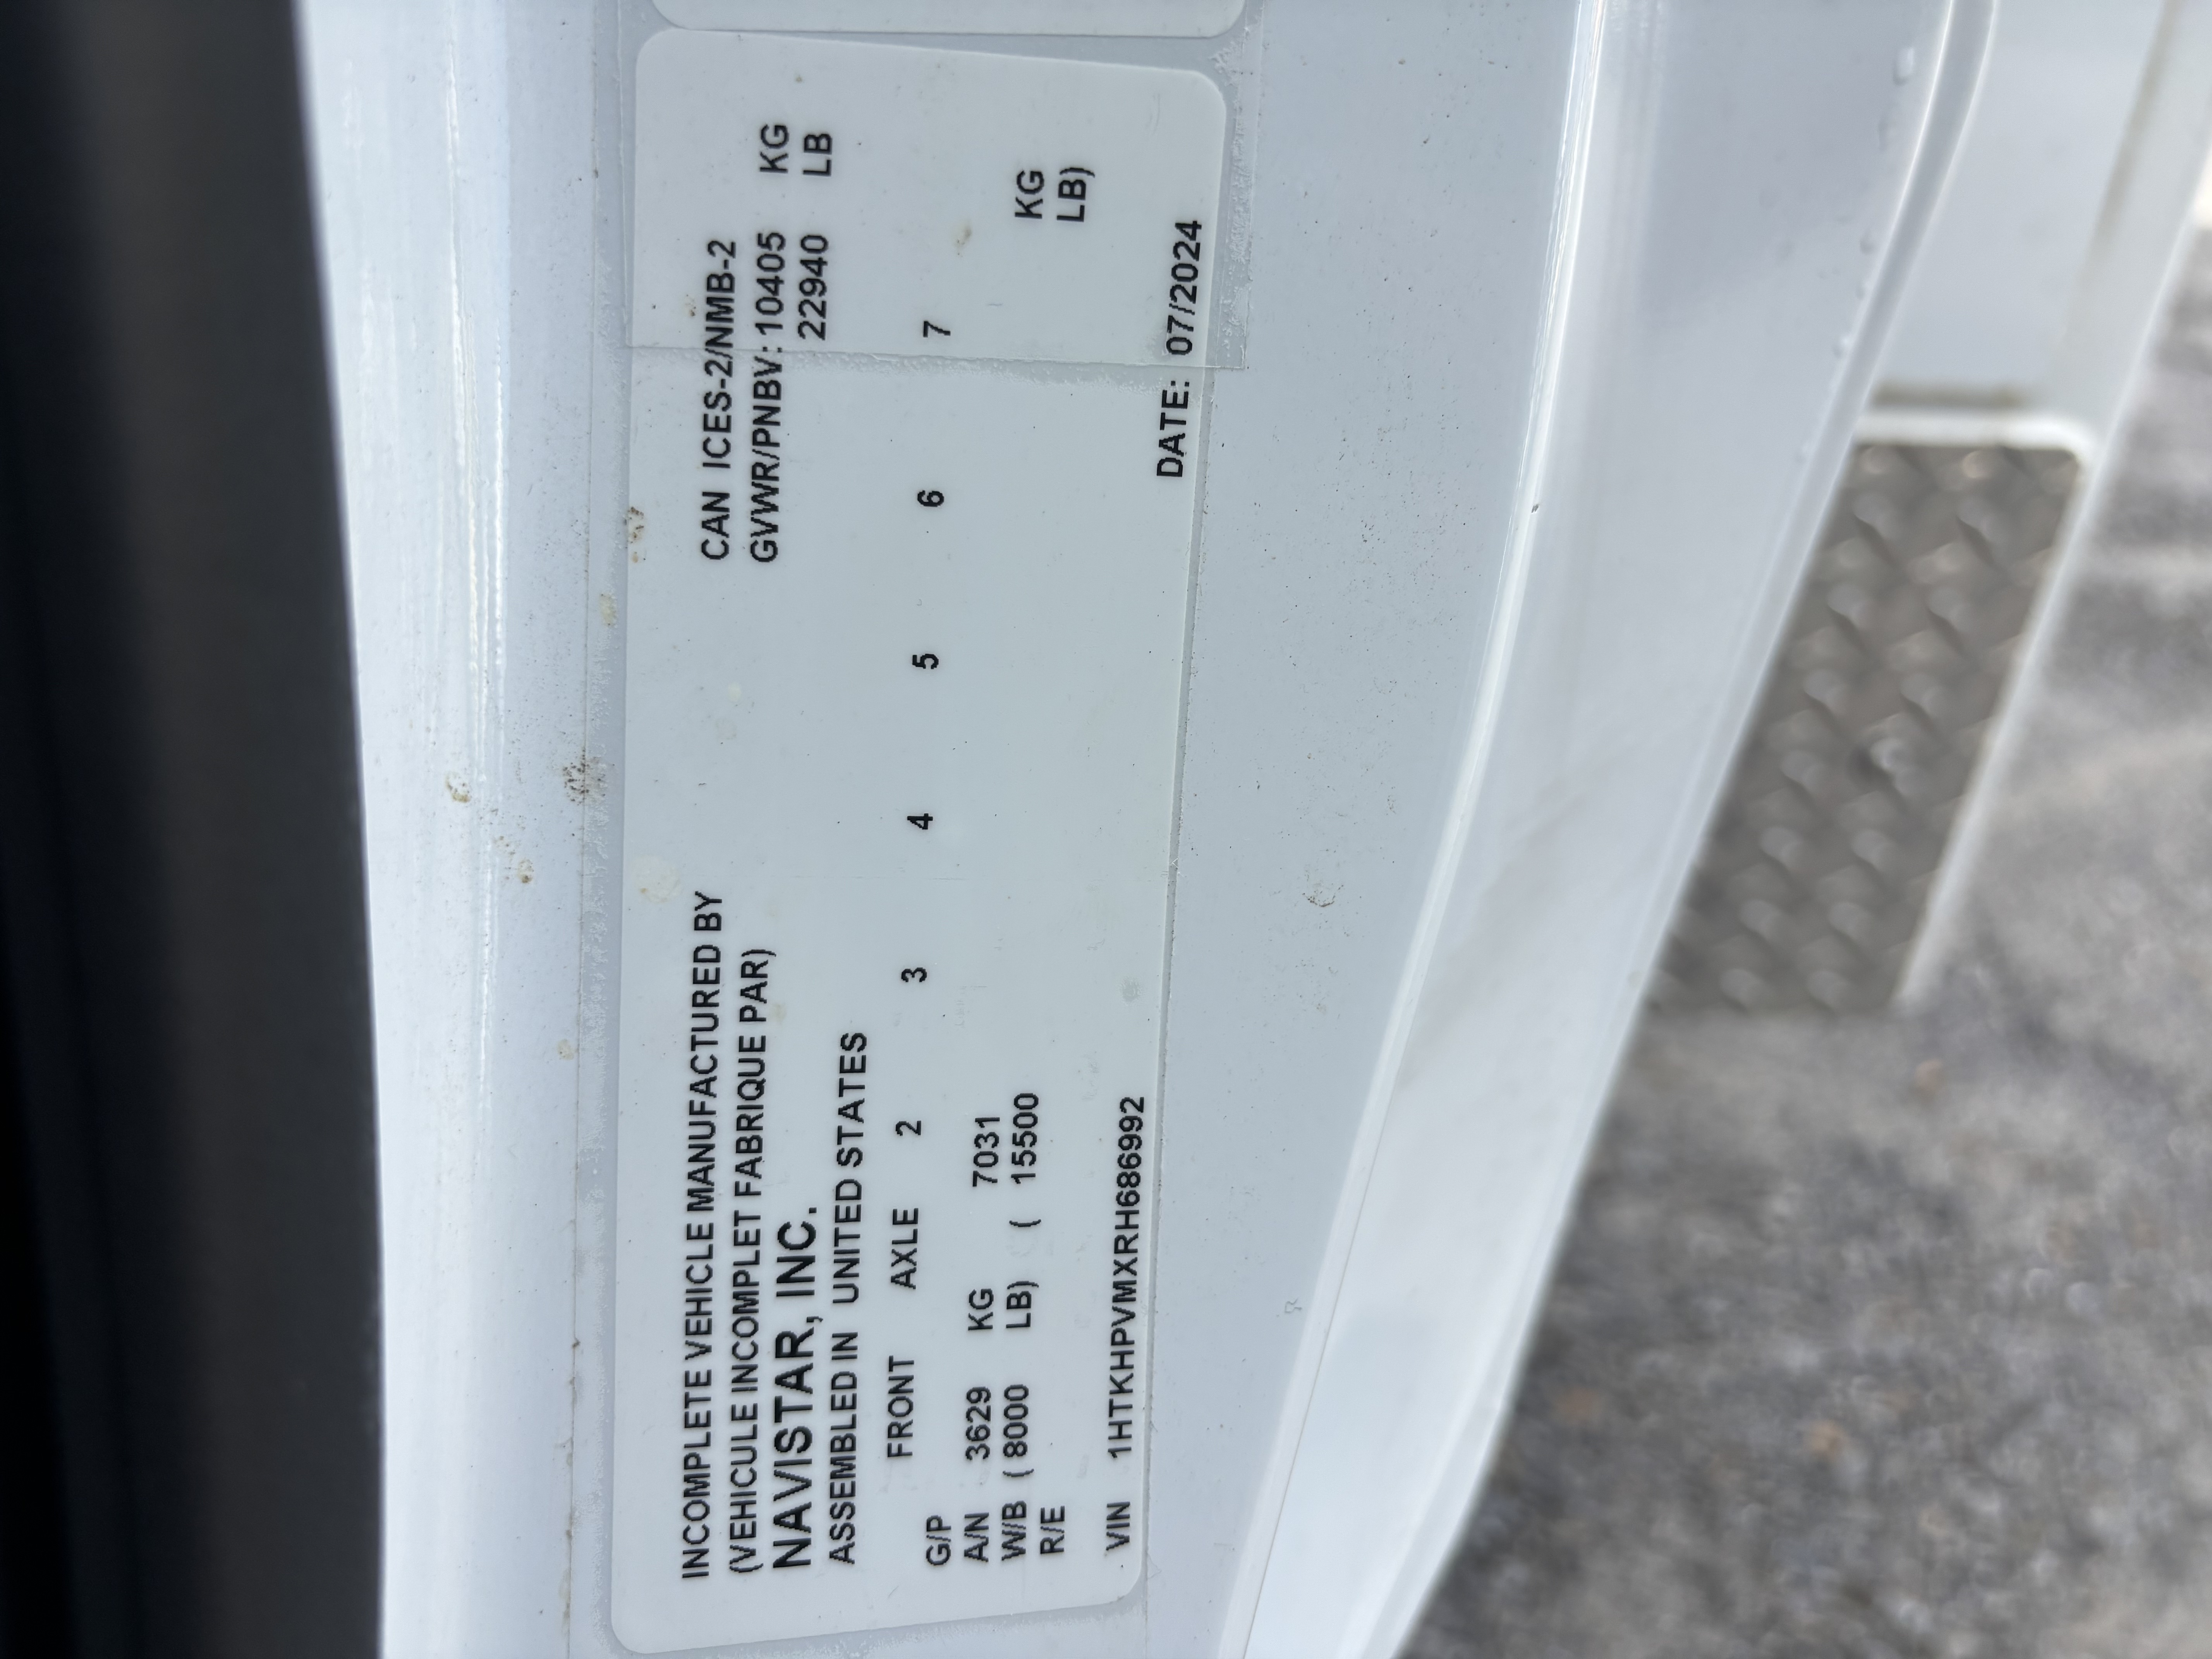 INCOMPLETE VEHICLE MANUFACTURED BY
(VEHICULE INCOMPLET FABRIQUE PAR)
NAVISTAR, INC.
ASSEMBLED IN UNITED STATES
CAN ICES-2/NMB-2
GVWR/PNBV: 10405 KG
22940 LB
FRONT AXLE 2 3 4 5 6 7
G/P
A/N 3629 KG 7031 KG
W/B ( 8000 LB) ( 15500 LB)
R/E
VIN 1HTKHPVMXRH686992 DATE: 07/2024